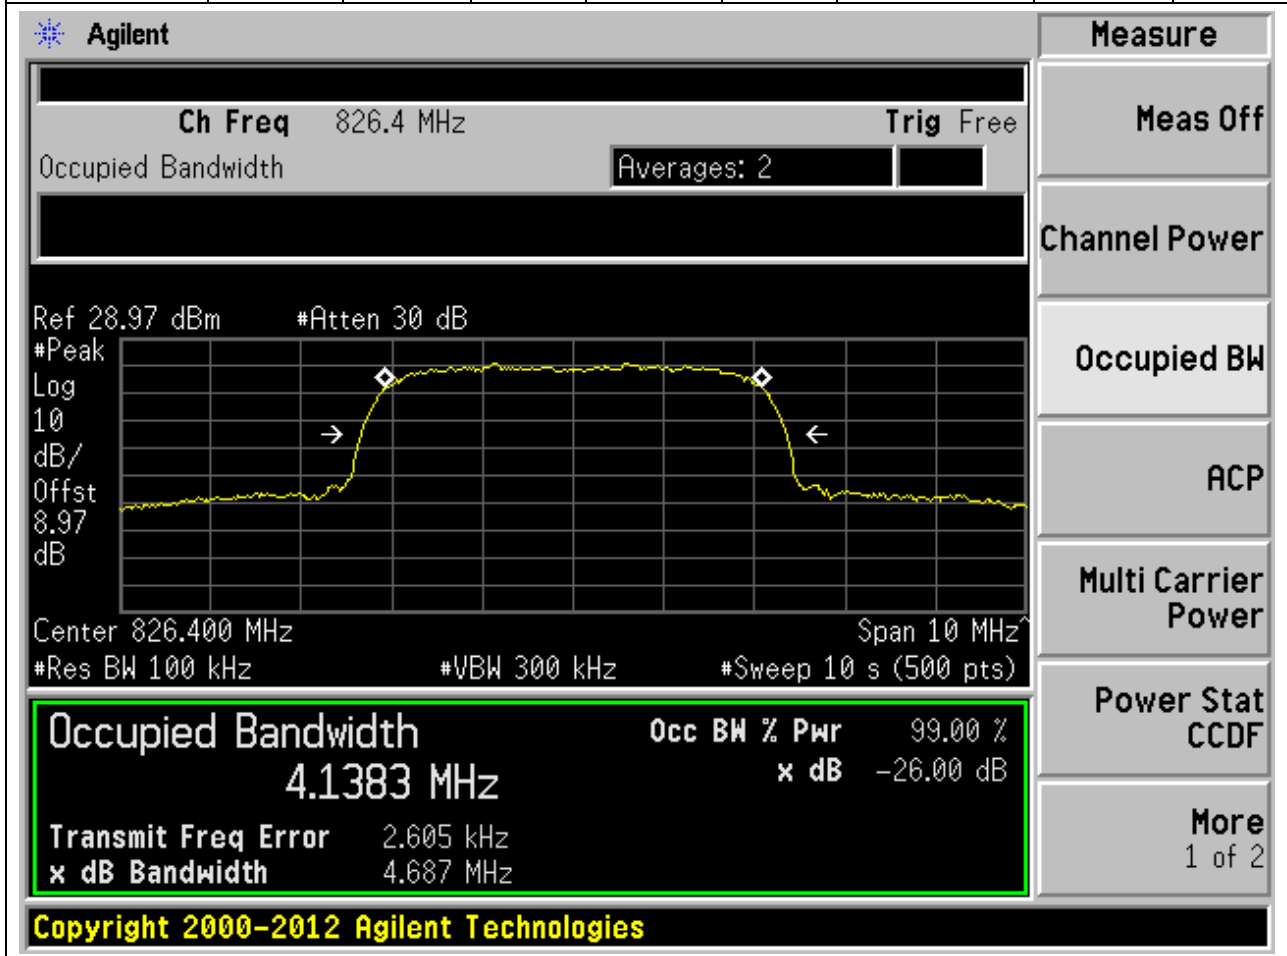 Agilent
Measure
Ch Freq 826.4 MHz Trig Free
Occupied Bandwidth Averages: 2
Ref 28.97 dBm #Atten 30 dB
#Peak
Log
10
dB/
Offst
8.97
dB
Center 826.400 MHz Span 10 MHz^
#Res BW 100 kHz #VBW 300 kHz #Sweep 10 s (500 pts)
Occupied Bandwidth Occ BW % Pwr 99.00 %
4.1383 MHz x dB -26.00 dB
Transmit Freq Error 2.605 kHz
x dB Bandwidth 4.687 MHz
Copyright 2000-2012 Agilent Technologies
Meas Off
Channel Power
Occupied BW
ACP
Multi Carrier
Power
Power Stat
CCDF
More
1 of 2